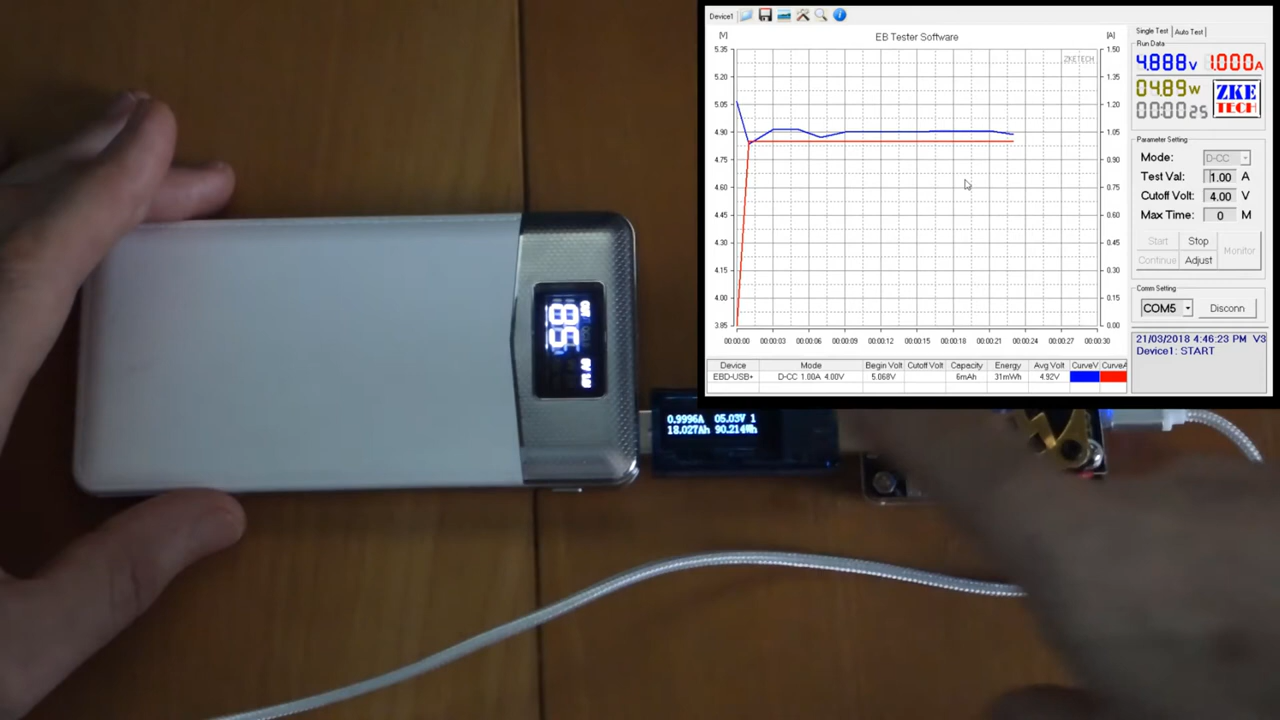 Device1
EB Tester Software
[V]
[A]
ZKETECH
5.35
5.20
5.05
4.90
4.75
4.60
4.45
4.30
4.15
4.00
3.85
1.50
1.35
1.20
1.05
0.90
0.75
0.60
0.45
0.30
0.15
0.00
00:00:00 00:00:03 00:00:06 00:00:09 00:00:12 00:00:15 00:00:18 00:00:21 00:00:24 00:00:27 00:00:30
Device Mode Begin Volt Cutoff Volt Capacity Energy Avg Volt CurveV CurveA
EBD-USB+ D-CC 1.00A 4.00V 5.068V 6mAh 31mWh 4.92V
Single Test Auto Test
Run Data
4.888V 1.000A
04.89W
00:00:25
ZKE
TECH
Parameter Setting
Mode: D-CC
Test Val: 1.00 A
Cutoff Volt: 4.00 V
Max Time: 0 M
Start Stop
Monitor
Continue Adjust
Comm Setting
COM5 Disconn
21/03/2018 4:46:23 PM V3
Device1: START
85
OUT
0.9996A 05.03V 1
18.027Ah 90.214Wh